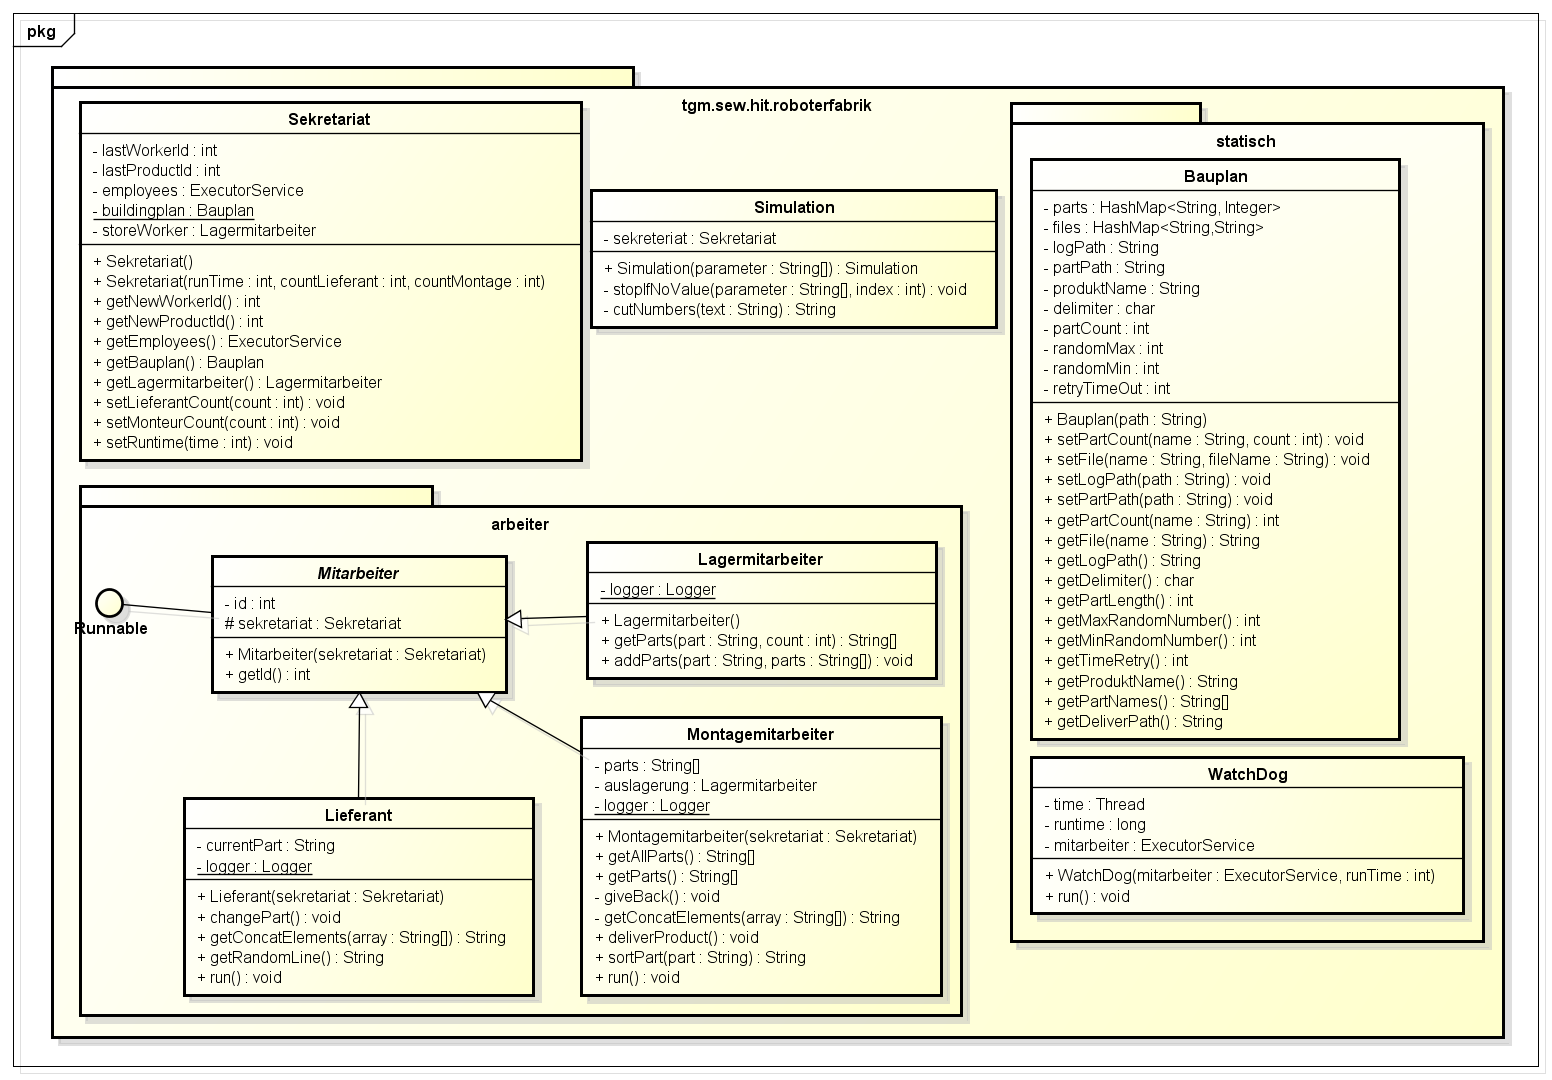 pkg
tgm.sew.hit.roboterfabrik
Sekretariat
- lastWorkerId : int
- lastProductId : int
- employees : ExecutorService
- buildingplan : Bauplan
- storeWorker : Lagermitarbeiter
+ Sekretariat()
+ Sekretariat(runTime : int, countLieferant : int, countMontage : int)
+ getNewWorkerId() : int
+ getNewProductId() : int
+ getEmployees() : ExecutorService
+ getBauplan() : Bauplan
+ getLagermitarbeiter() : Lagermitarbeiter
+ setLieferantCount(count : int) : void
+ setMonteurCount(count : int) : void
+ setRuntime(time : int) : void
Simulation
- sekreteriat : Sekretariat
+ Simulation(parameter : String[]) : Simulation
- stopIfNoValue(parameter : String[], index : int) : void
- cutNumbers(text : String) : String
statisch
Bauplan
- parts : HashMap<String, Integer>
- files : HashMap<String,String>
- logPath : String
- partPath : String
- produktName : String
- delimiter : char
- partCount : int
- randomMax : int
- randomMin : int
- retryTimeOut : int
+ Bauplan(path : String)
+ setPartCount(name : String, count : int) : void
+ setFile(name : String, fileName : String) : void
+ setLogPath(path : String) : void
+ setPartPath(path : String) : void
+ getPartCount(name : String) : int
+ getFile(name : String) : String
+ getLogPath() : String
+ getDelimiter() : char
+ getPartLength() : int
+ getMaxRandomNumber() : int
+ getMinRandomNumber() : int
+ getTimeRetry() : int
+ getProduktName() : String
+ getPartNames() : String[]
+ getDeliverPath() : String
WatchDog
- time : Thread
- runtime : long
- mitarbeiter : ExecutorService
+ WatchDog(mitarbeiter : ExecutorService, runTime : int)
+ run() : void
arbeiter
Runnable
Mitarbeiter
- id : int
# sekretariat : Sekretariat
+ Mitarbeiter(sekretariat : Sekretariat)
+ getId() : int
Lagermitarbeiter
- logger : Logger
+ Lagermitarbeiter()
+ getParts(part : String, count : int) : String[]
+ addParts(part : String, parts : String[]) : void
Lieferant
- currentPart : String
- logger : Logger
+ Lieferant(sekretariat : Sekretariat)
+ changePart() : void
+ getConcatElements(array : String[]) : String
+ getRandomLine() : String
+ run() : void
Montagemitarbeiter
- parts : String[]
- auslagerung : Lagermitarbeiter
- logger : Logger
+ Montagemitarbeiter(sekretariat : Sekretariat)
+ getAllParts() : String[]
+ getParts() : String[]
- giveBack() : void
- getConcatElements(array : String[]) : String
+ deliverProduct() : void
+ sortPart(part : String) : String
+ run() : void